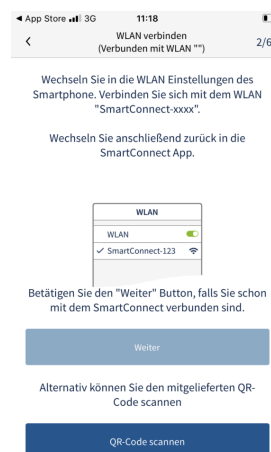 ◀ App Store 3G 11:18
WLAN verbinden
(Verbunden mit WLAN "")
2/6
Wechseln Sie in die WLAN Einstellungen des
Smartphone. Verbinden Sie sich mit dem WLAN
"SmartConnect-xxxx".
Wechseln Sie anschließend zurück in die
SmartConnect App.
WLAN
WLAN
✓ SmartConnect-123
Betätigen Sie den "Weiter" Button, falls Sie schon
mit dem SmartConnect verbunden sind.
Weiter
Alternativ können Sie den mitgelieferten QR-
Code scannen
QR-Code scannen